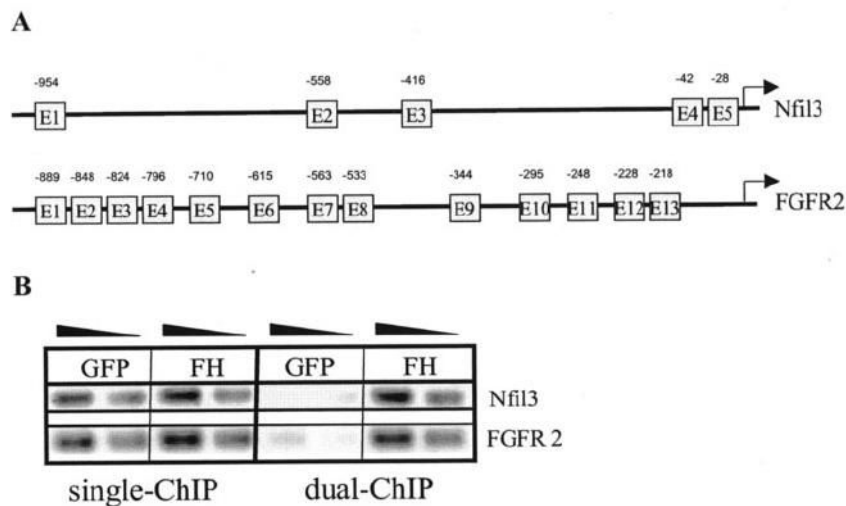 A
-954 -558 -416 -42 -28
E1 E2 E3 E4 E5 Nfil3
-889 -848 -824 -796 -710 -615 -563 -533 -344 -295 -248 -228 -218
E1 E2 E3 E4 E5 E6 E7 E8 E9 E10 E11 E12 E13 FGFR2
B
GFP FH GFP FH
Nfil3
FGFR 2
single-ChIP dual-ChIP